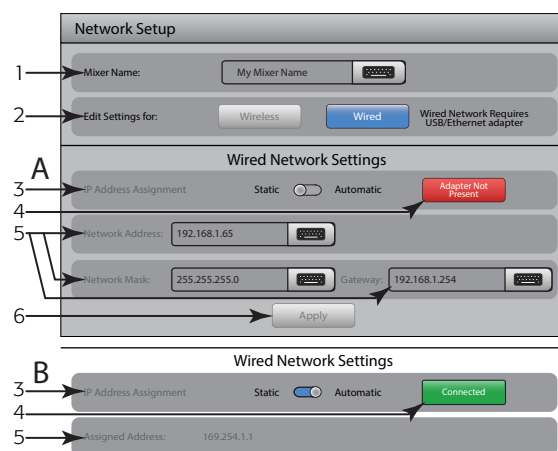 Network Setup
1 Mixer Name: My Mixer Name
2 Edit Settings for: Wireless Wired Wired Network Requires
USB/Ethernet adapter
A Wired Network Settings
3 IP Address Assignment Static Automatic Adapter Not
Present
4
5 Network Address: 192.168.1.65
Network Mask: 255.255.255.0 Gateway: 192.168.1.254
6 Apply
B Wired Network Settings
3 IP Address Assignment Static Automatic Connected
4
5 Assigned Address: 169.254.1.1